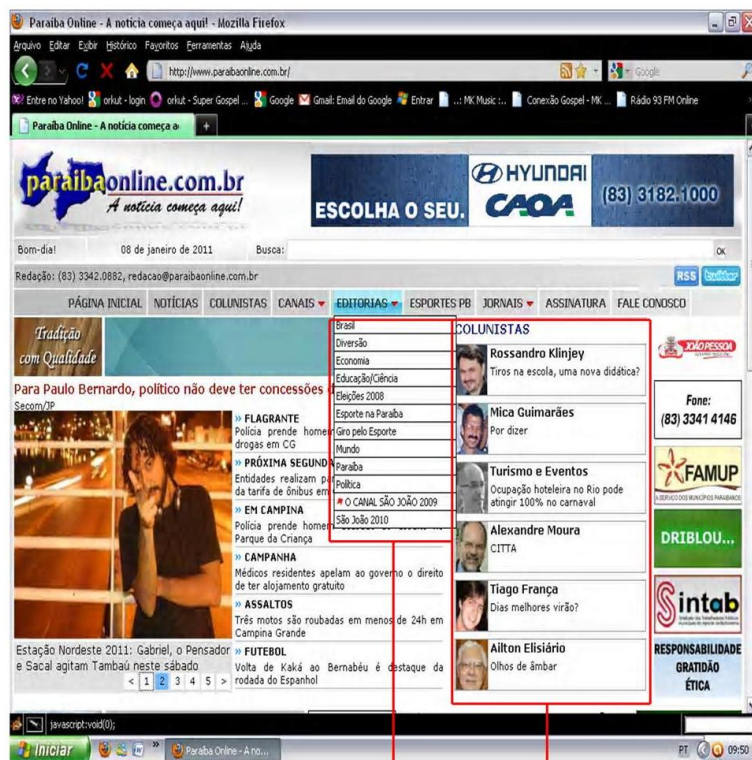 Paraiba Online - A notícia começa aqui! - Mozilla Firefox
Arquivo Editar Exibir Histórico Favoritos Ferramentas Ajuda
http://www.paraibaonline.com.br/
Google
Entre no Yahoo! orkut - login orkut - Super Gospel ... Google Gmail: Email do Google Entrar ..: MK Music :.. Conexão Gospel - MK ... Rádio 93 FM Online
Paraiba Online - A notícia começa a
paraibaonline.com.br
A notícia começa aqui!
ESCOLHA O SEU.
HYUNDAI
CAOA
(83) 3182.1000
Bom-dia! 08 de janeiro de 2011 Busca: OK
Redação: (83) 3342.0882, redacao@paraibaonline.com.br RSS twitter
PÁGINA INICIAL NOTÍCIAS COLUNISTAS CANAIS EDITORIAS ESPORTES PB JORNAIS ASSINATURA FALE CONOSCO
Tradição
com Qualidade
Para Paulo Bernardo, político não deve ter concessões d
Secom/JP
Estação Nordeste 2011: Gabriel, o Pensador
e Sacal agitam Tambaú neste sábado
< 1 2 3 4 5 >
» FLAGRANTE
Polícia prende homem
drogas em CG
» PRÓXIMA SEGUNDA
Entidades realizam
da tarifa de ônibus em
» EM CAMPINA
Polícia prende homem
Parque da Criança
» CAMPANHA
Médicos residentes apelam ao governo o direito
de ter alojamento gratuito
» ASSALTOS
Três motos são roubadas em menos de 24h em
Campina Grande
» FUTEBOL
Volta de Kaká ao Bernabéu é destaque da
rodada do Espanhol
Brasil
Diversão
Economia
Educação/Ciência
Eleições 2008
Esporte na Paraíba
Giro pelo Esporte
Mundo
Paraíba
Política
O CANAL SÃO JOÃO 2009
São João 2010
COLUNISTAS
Rossandro Klinjey
Tiros na escola, uma nova didática?
Mica Guimarães
Por dizer
Turismo e Eventos
Ocupação hoteleira no Rio pode
atingir 100% no carnaval
Alexandre Moura
CITTA
Tiago França
Dias melhores virão?
Ailton Elisiário
Olhos de âmbar
JOÃO PESSOA
Fone:
(83) 3341 4146
FAMUP
A SERVIÇO DOS MUNICÍPIOS PARAIBANOS
DRIBLOU...
Sintab
RESPONSABILIDADE
GRATIDÃO
ÉTICA
javascript:void(0);
Iniciar Paraiba Online - A no... PT 09:50